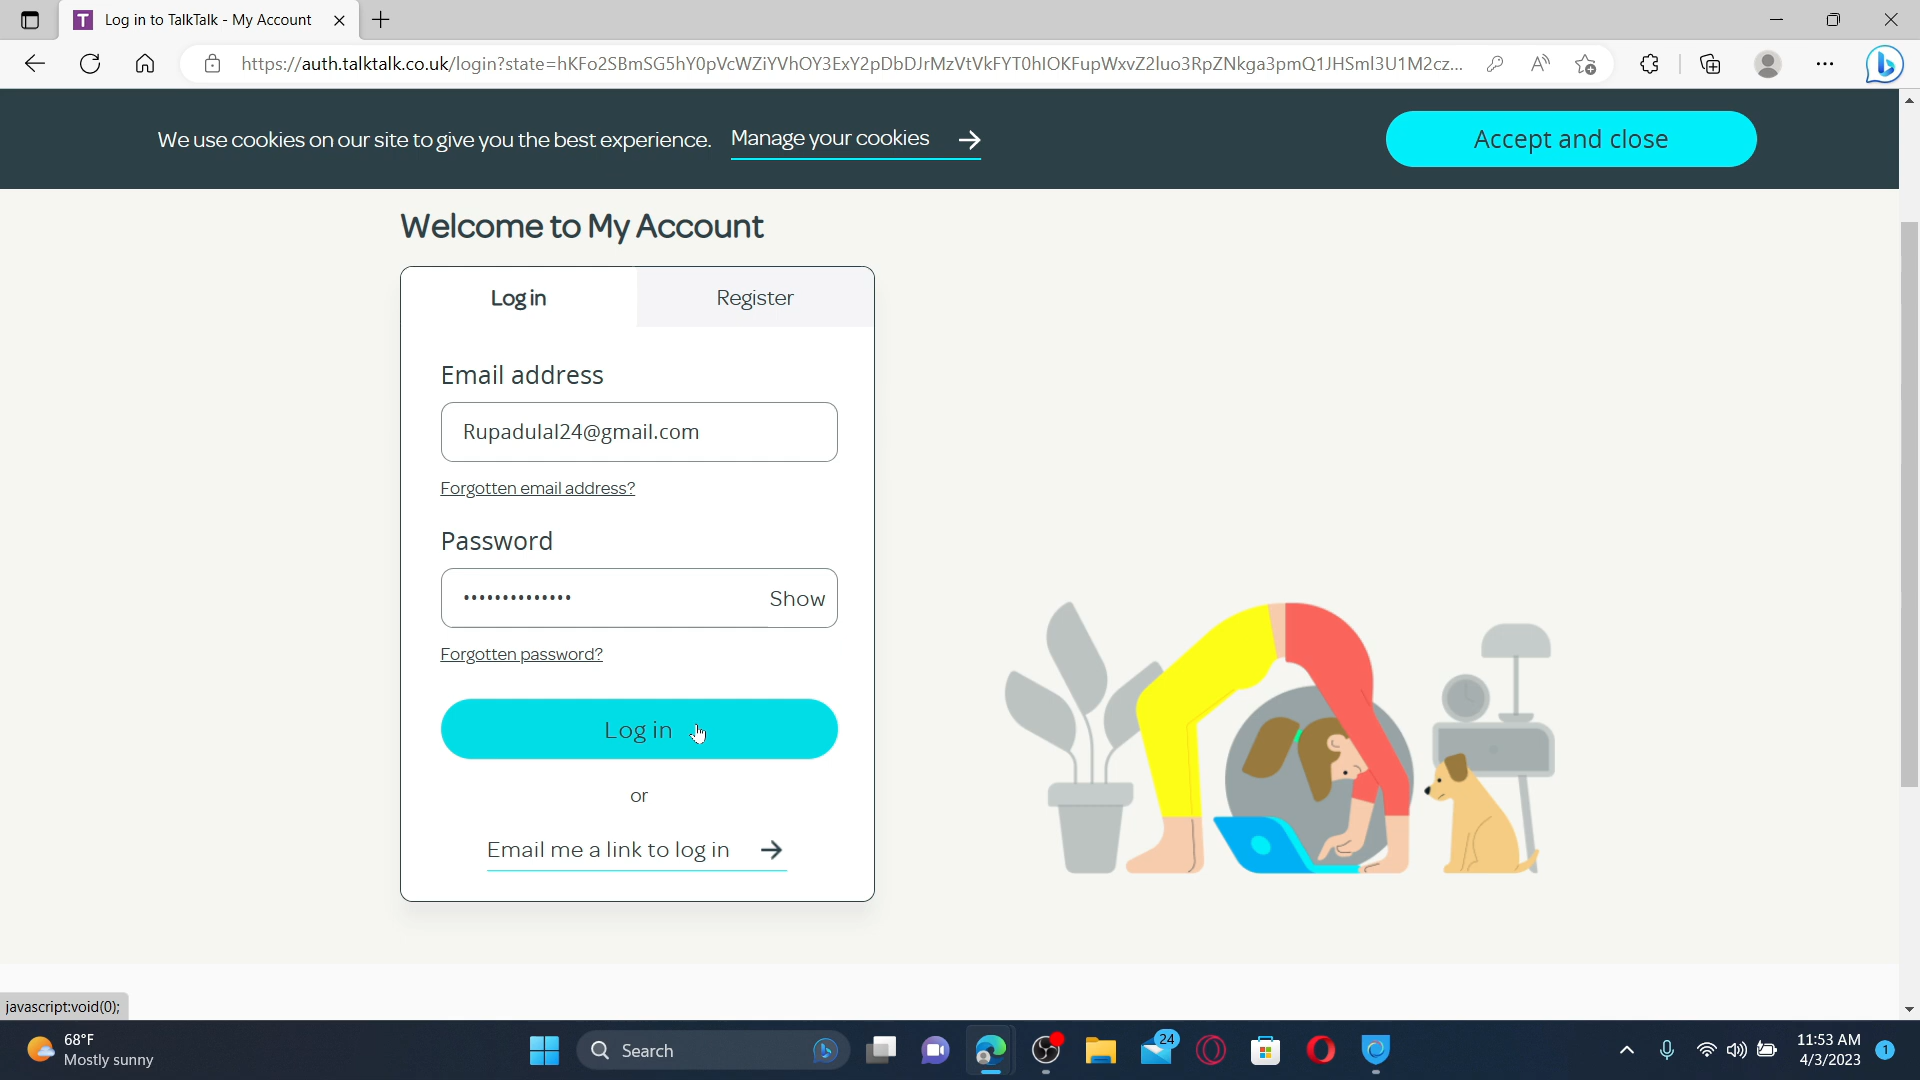 Log in to TalkTalk - My Account
https://auth.talktalk.co.uk/login?state=hKFo2SBmSG5hY0pVcWZiYVhOY3ExY2pDbDJrMzVtVkFYT0hIOKFupWxvZ2luo3RpZNkga3pmQ1JHSmI3U1M2cz...
We use cookies on our site to give you the best experience. Manage your cookies →
Accept and close
Welcome to My Account
Log in
Register
Email address
Rupadulal24@gmail.com
Forgotten email address?
Password
••••••••••••••
Show
Forgotten password?
Log in
or
Email me a link to log in →
javascript:void(0);
68°F
Mostly sunny
Search
24
11:53 AM
4/3/2023
1